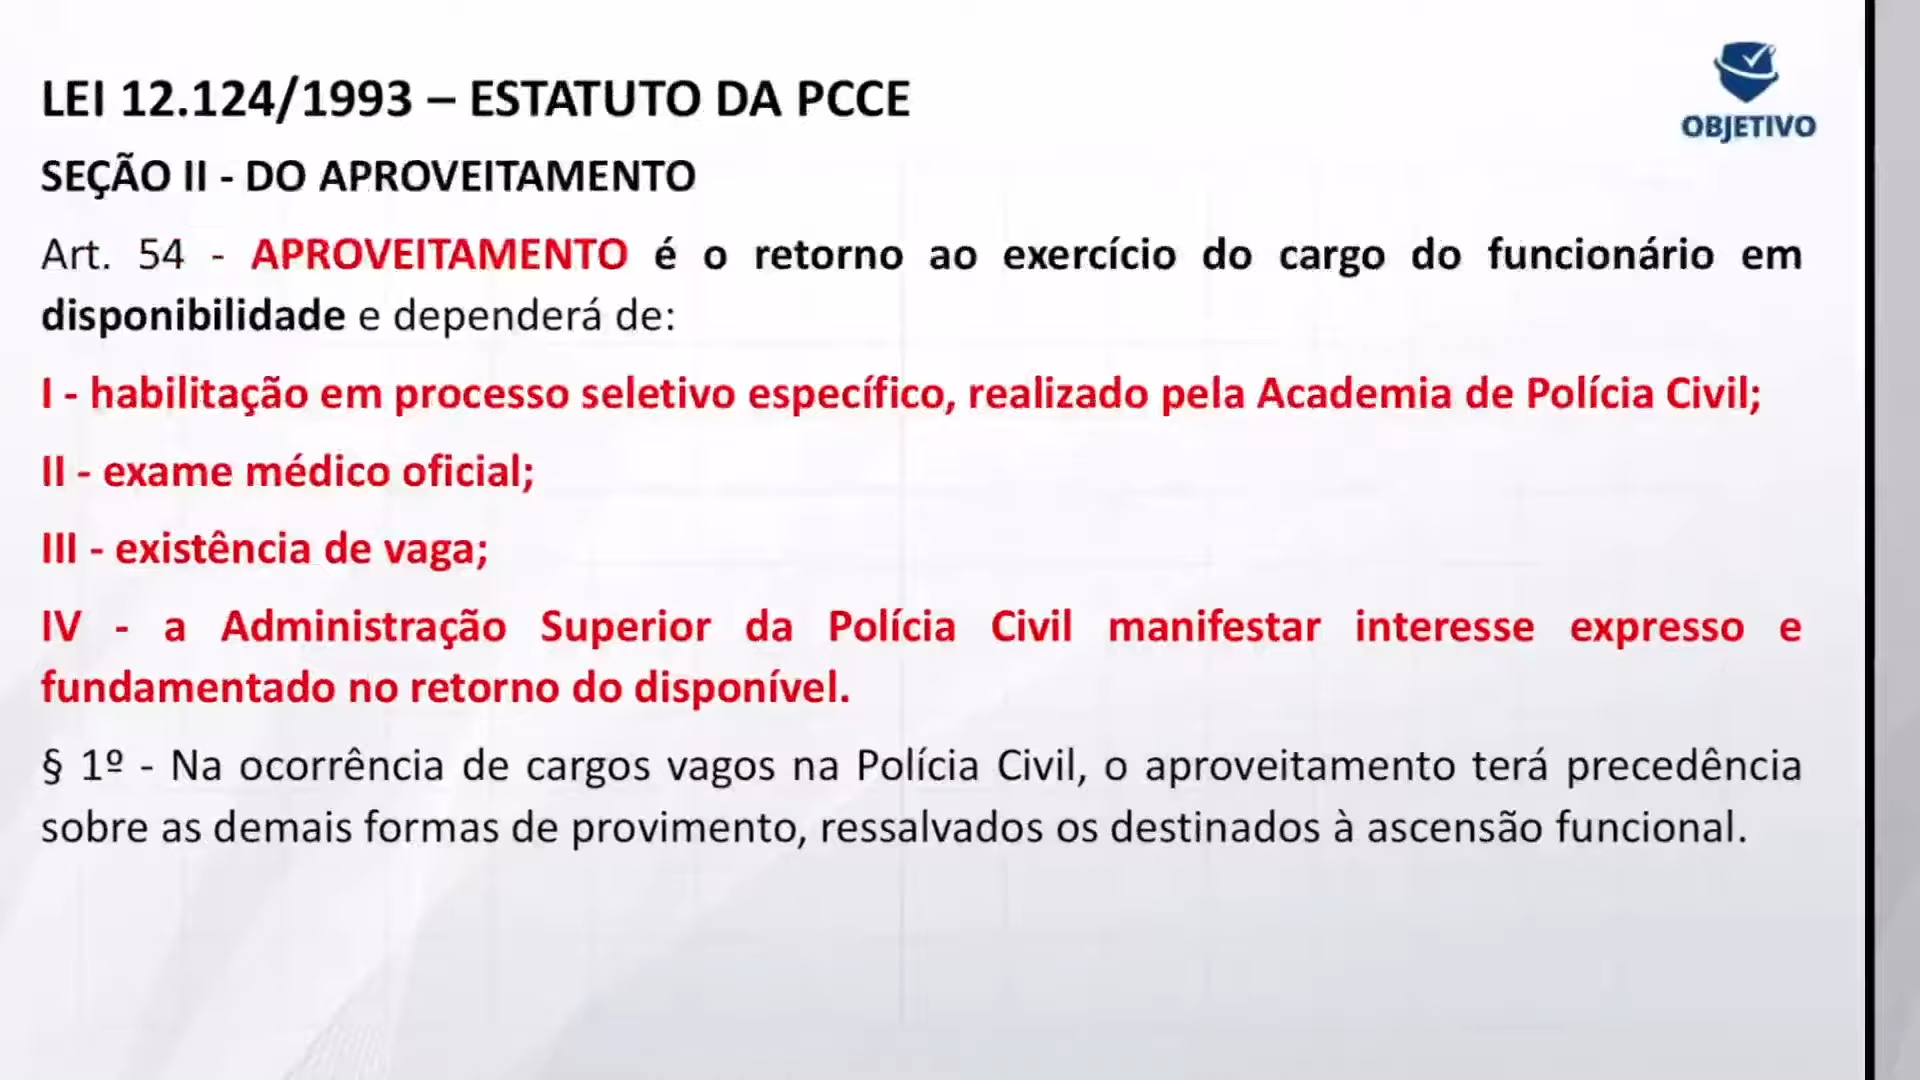 LEI 12.124/1993 – ESTATUTO DA PCCE
OBJETIVO
SEÇÃO II - DO APROVEITAMENTO
Art. 54 - APROVEITAMENTO é o retorno ao exercício do cargo do funcionário em
disponibilidade e dependerá de:
I - habilitação em processo seletivo específico, realizado pela Academia de Polícia Civil;
II - exame médico oficial;
III - existência de vaga;
IV - a Administração Superior da Polícia Civil manifestar interesse expresso e
fundamentado no retorno do disponível.
§ 1º - Na ocorrência de cargos vagos na Polícia Civil, o aproveitamento terá precedência
sobre as demais formas de provimento, ressalvados os destinados à ascensão funcional.